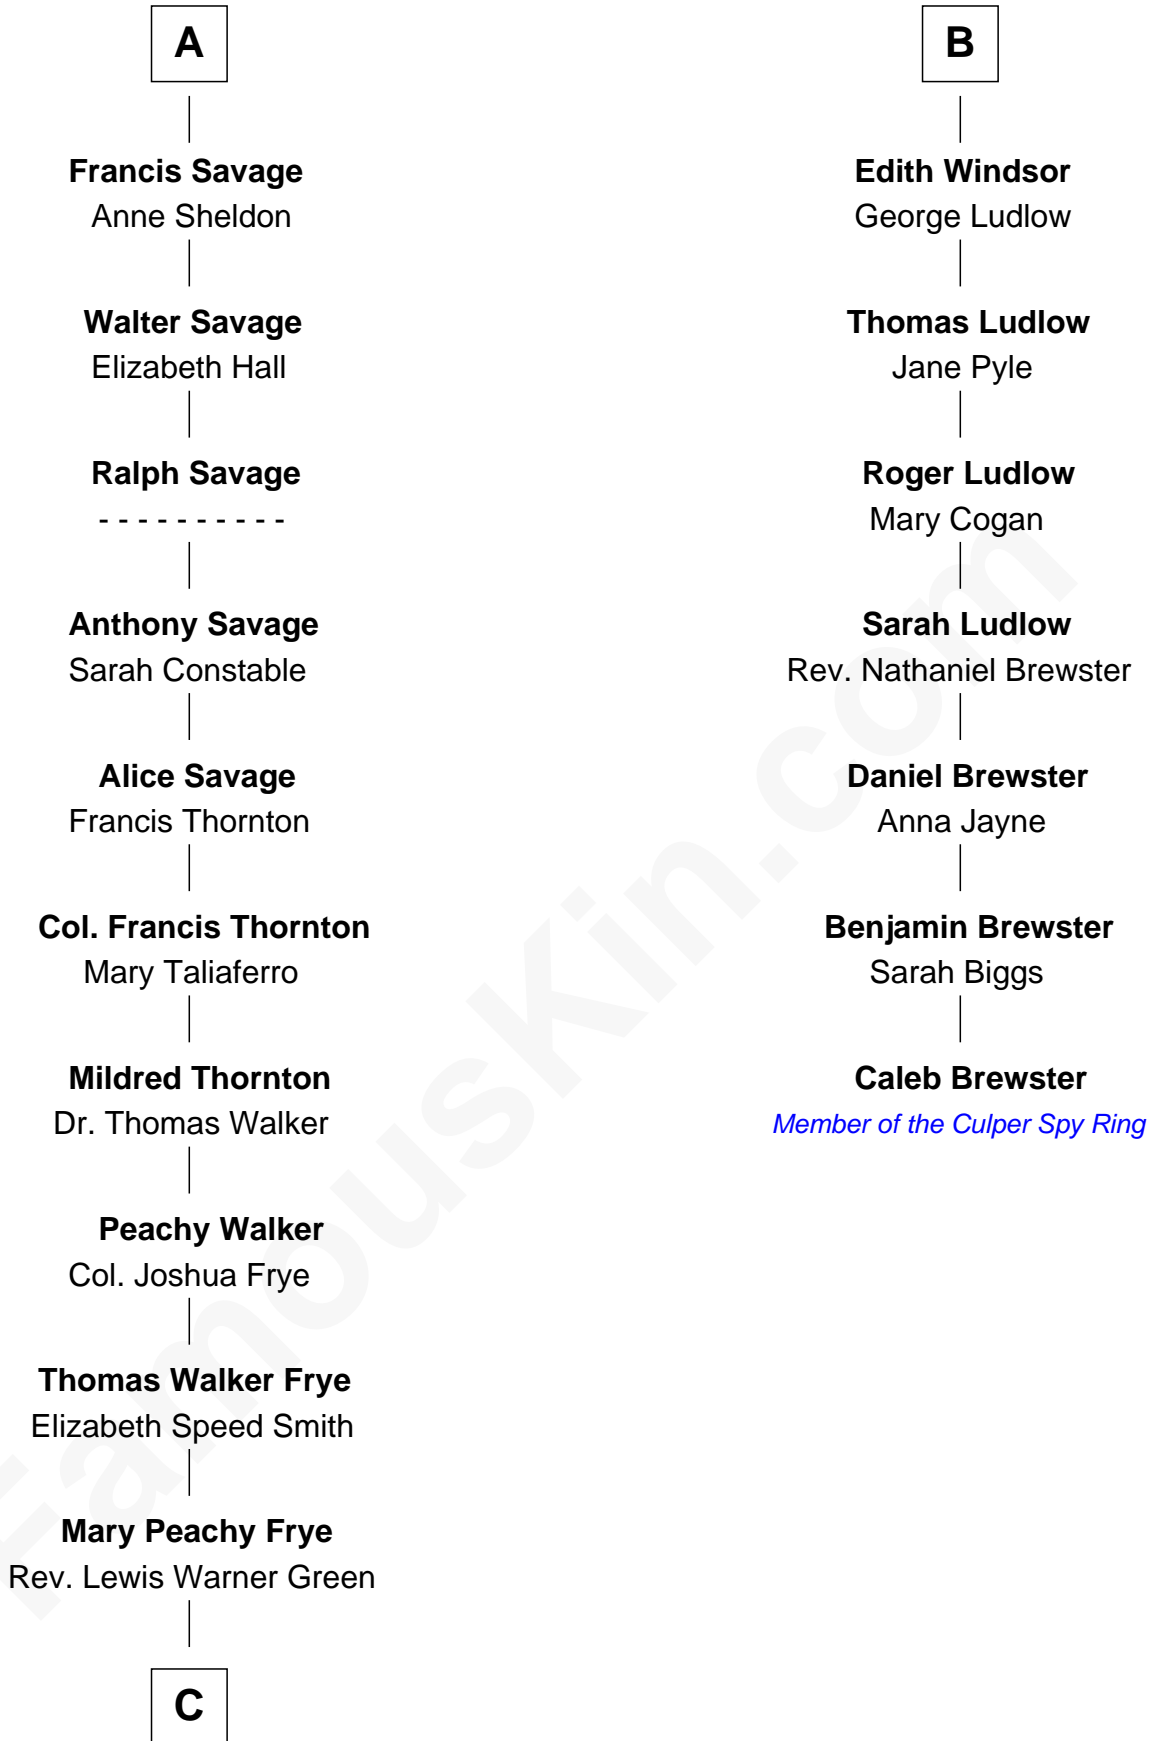 A
Francis Savage
Anne Sheldon
Walter Savage
Elizabeth Hall
Ralph Savage
- - - - - - - - - -
Anthony Savage
Sarah Constable
Alice Savage
Francis Thornton
Col. Francis Thornton
Mary Taliaferro
Mildred Thornton
Dr. Thomas Walker
Peachy Walker
Col. Joshua Frye
Thomas Walker Frye
Elizabeth Speed Smith
Mary Peachy Frye
Rev. Lewis Warner Green
C
B
Edith Windsor
George Ludlow
Thomas Ludlow
Jane Pyle
Roger Ludlow
Mary Cogan
Sarah Ludlow
Rev. Nathaniel Brewster
Daniel Brewster
Anna Jayne
Benjamin Brewster
Sarah Biggs
Caleb Brewster
Member of the Culper Spy Ring
FamousKin.com